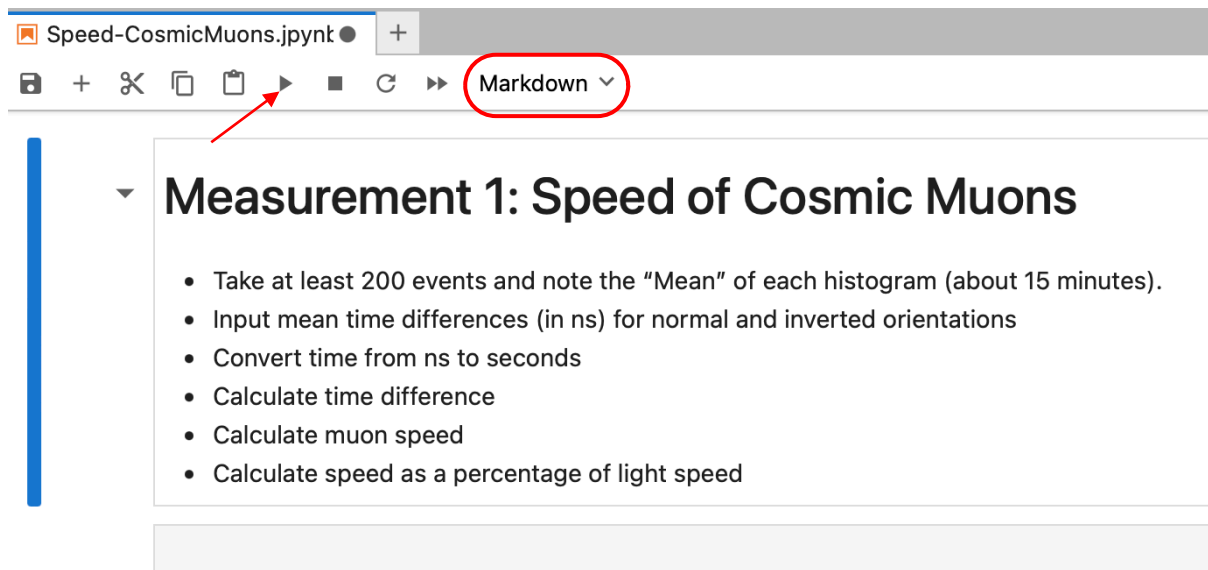 Speed-CosmicMuons.jpynb
Markdown
Measurement 1: Speed of Cosmic Muons
• Take at least 200 events and note the “Mean” of each histogram (about 15 minutes).
• Input mean time differences (in ns) for normal and inverted orientations
• Convert time from ns to seconds
• Calculate time difference
• Calculate muon speed
• Calculate speed as a percentage of light speed